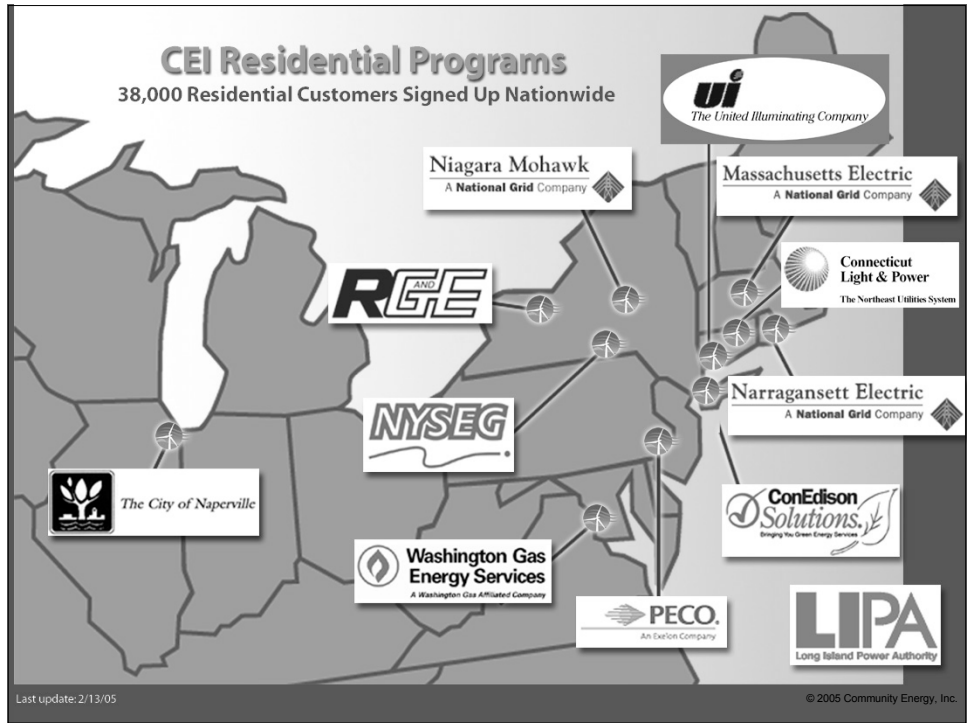 CEI Residential Programs
38,000 Residential Customers Signed Up Nationwide
ui
The United Illuminating Company
Niagara Mohawk
A National Grid Company
Massachusetts Electric
A National Grid Company
Connecticut
Light & Power
The Northeast Utilities System
RG AND E
Narragansett Electric
A National Grid Company
NYSEG
The City of Naperville
ConEdison
Solutions.
Bringing You Green Energy Services
Washington Gas
Energy Services
A Washington Gas Affiliated Company
PECO.
An Exelon Company
LIPA
Long Island Power Authority
Last update: 2/13/05
© 2005 Community Energy, Inc.